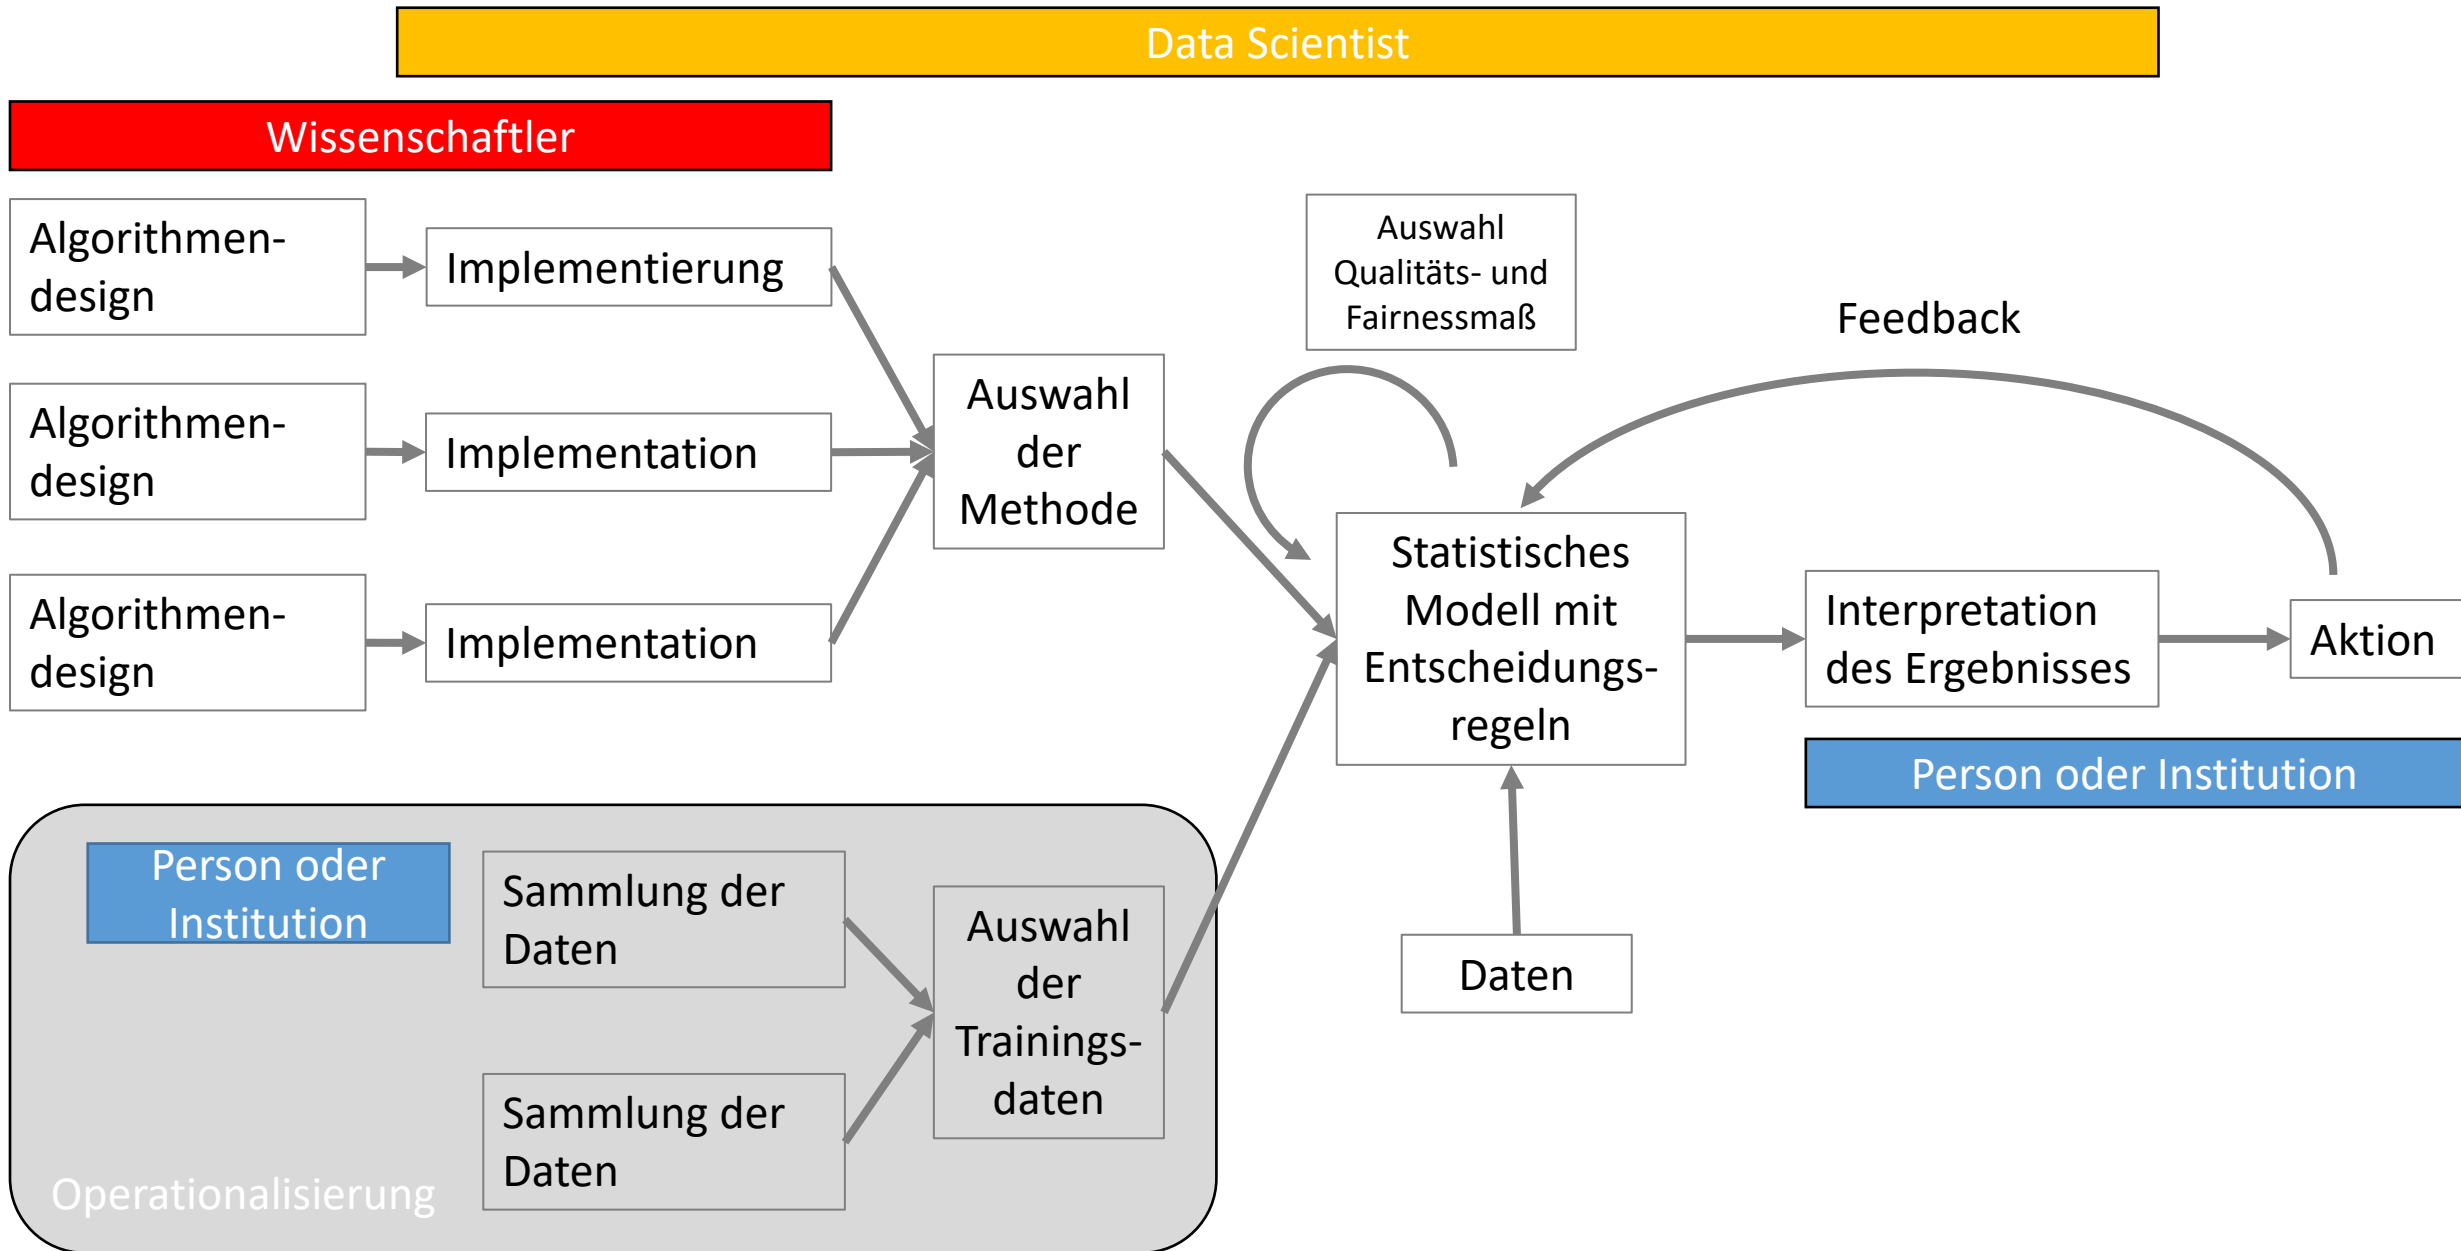 Data Scientist
Wissenschaftler
Algorithmen-
design
Implementierung
Algorithmen-
design
Implementation
Algorithmen-
design
Implementation
Auswahl
der
Methode
Auswahl
Qualitäts- und
Fairnessmaß
Feedback
Statistisches
Modell mit
Entscheidungs-
regeln
Interpretation
des Ergebnisses
Aktion
Person oder Institution
Person oder
Institution
Sammlung der
Daten
Sammlung der
Daten
Auswahl
der
Trainings-
daten
Operationalisierung
Daten